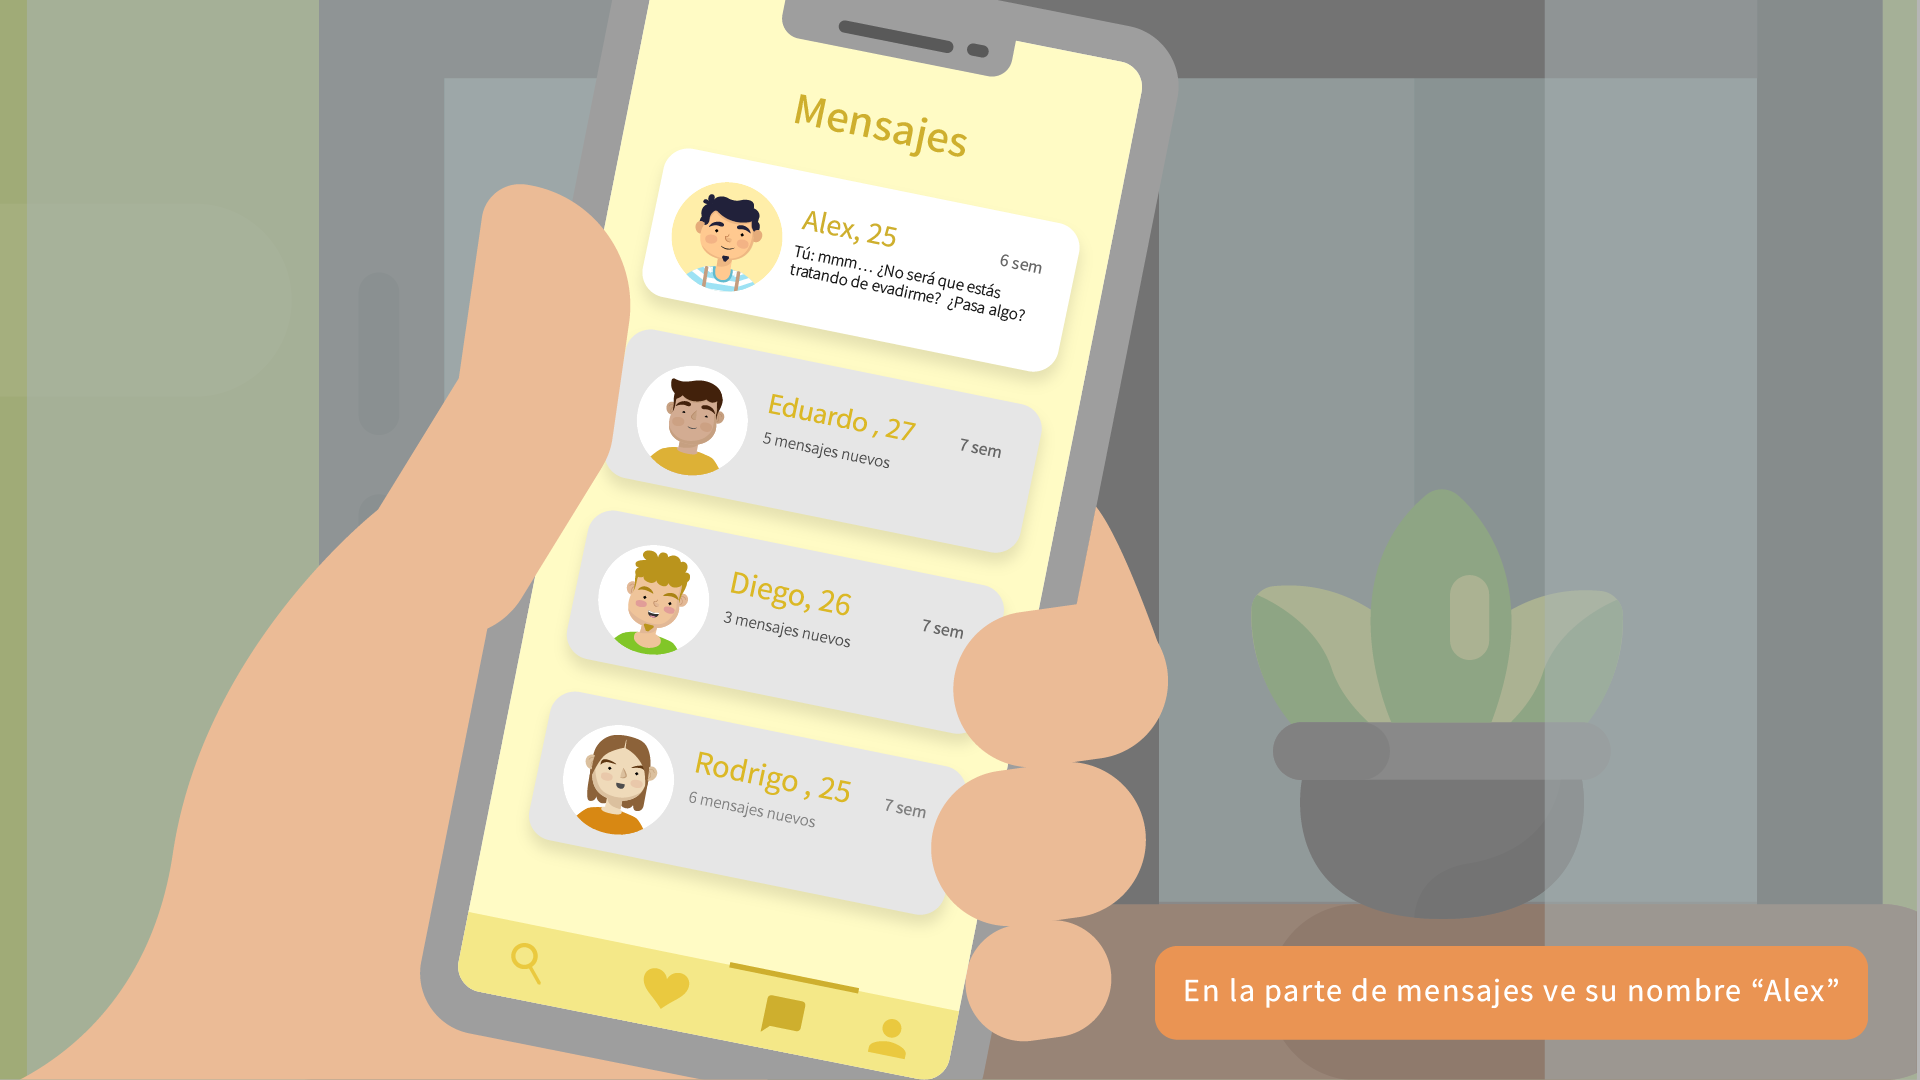 Mensajes
Alex, 25
6 sem
Tú: mmm... ¿No será que estás
tratando de evadirme? ¿Pasa algo?
Eduardo , 27
7 sem
5 mensajes nuevos
Diego, 26
7 sem
3 mensajes nuevos
Rodrigo , 25
7 sem
6 mensajes nuevos
En la parte de mensajes ve su nombre “Alex”